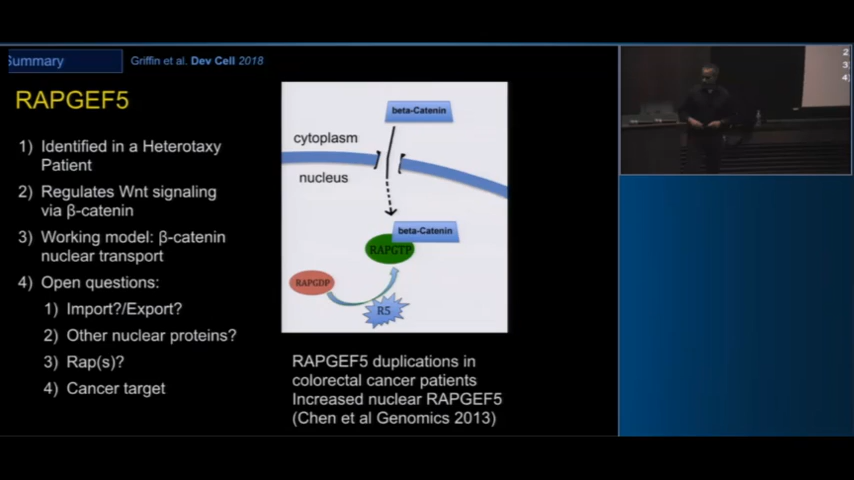 Summary
Griffin et al. Dev Cell 2018
RAPGEF5
1) Identified in a Heterotaxy
Patient
2) Regulates Wnt signaling
via β-catenin
3) Working model: β-catenin
nuclear transport
4) Open questions:
1) Import?/Export?
2) Other nuclear proteins?
3) Rap(s)?
4) Cancer target
beta-Catenin
cytoplasm
nucleus
beta-Catenin
RAPGTP
RAPGDP
R5
RAPGEF5 duplications in
colorectal cancer patients
Increased nuclear RAPGEF5
(Chen et al Genomics 2013)
2
3)
4)